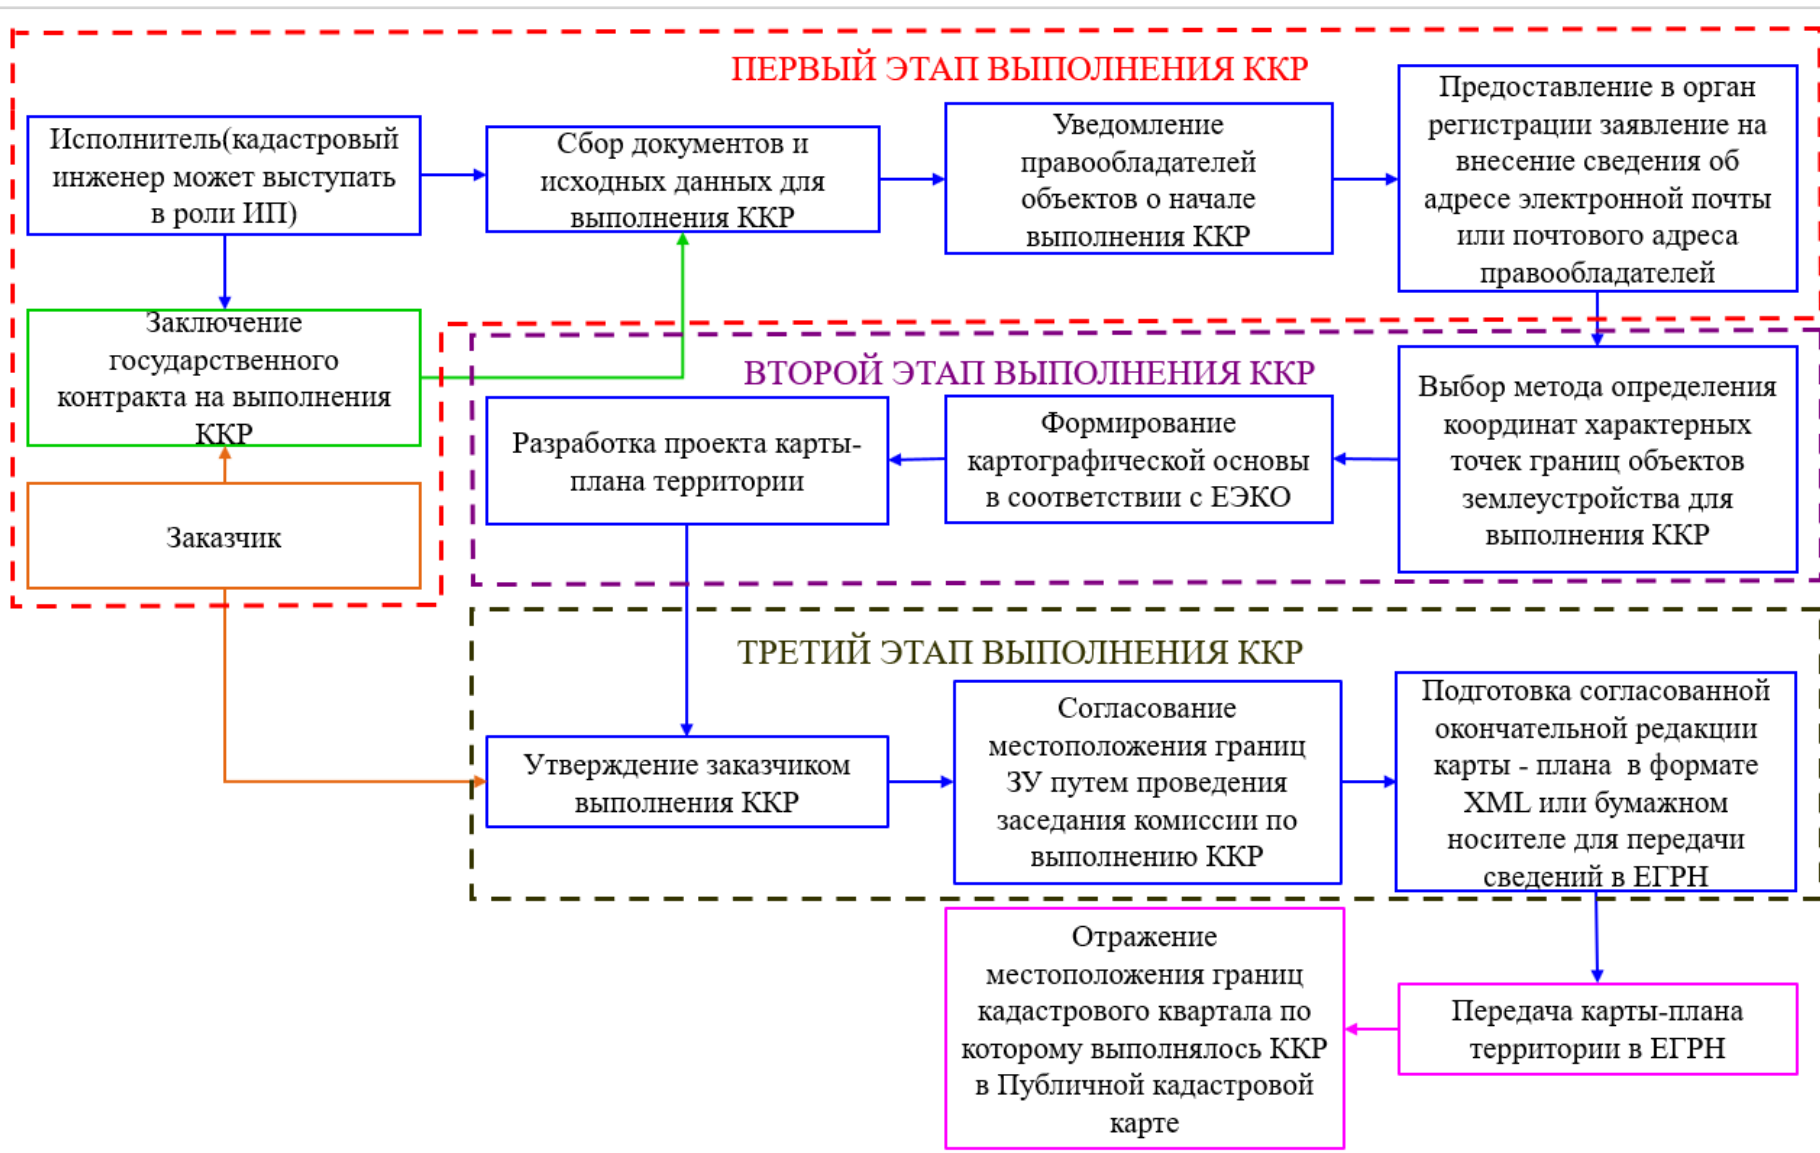 ПЕРВЫЙ ЭТАП ВЫПОЛНЕНИЯ ККР
Исполнитель(кадастровый
инженер может выступать
в роли ИП)
Сбор документов и
исходных данных для
выполнения ККР
Уведомление
правообладателей
объектов о начале
выполнения ККР
Предоставление в орган
регистрации заявление на
внесение сведения об
адресе электронной почты
или почтового адреса
правообладателей
Заключение
государственного
контракта на выполнения
ККР
Заказчик
ВТОРОЙ ЭТАП ВЫПОЛНЕНИЯ ККР
Выбор метода определения
координат характерных
точек границ объектов
землеустройства для
выполнения ККР
Формирование
картографической основы
в соответствии с ЕЭКО
Разработка проекта карты-
плана территории
ТРЕТИЙ ЭТАП ВЫПОЛНЕНИЯ ККР
Утверждение заказчиком
выполнения ККР
Согласование
местоположения границ
ЗУ путем проведения
заседания комиссии по
выполнению ККР
Подготовка согласованной
окончательной редакции
карты - плана в формате
XML или бумажном
носителе для передачи
сведений в ЕГРН
Передача карты-плана
территории в ЕГРН
Отражение
местоположения границ
кадастрового квартала по
которому выполнялось ККР
в Публичной кадастровой
карте